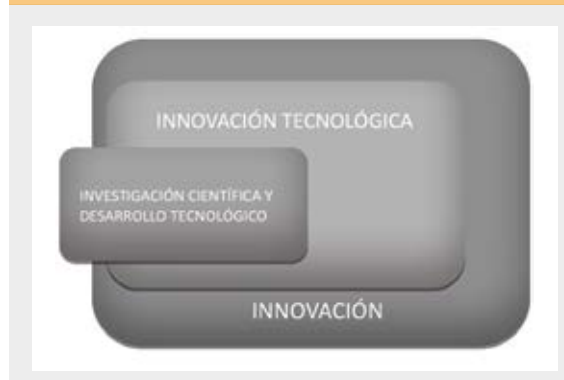 INNOVACIÓN TECNOLÓGICA
INVESTIGACIÓN CIENTÍFICA Y
DESARROLLO TECNOLÓGICO
INNOVACIÓN